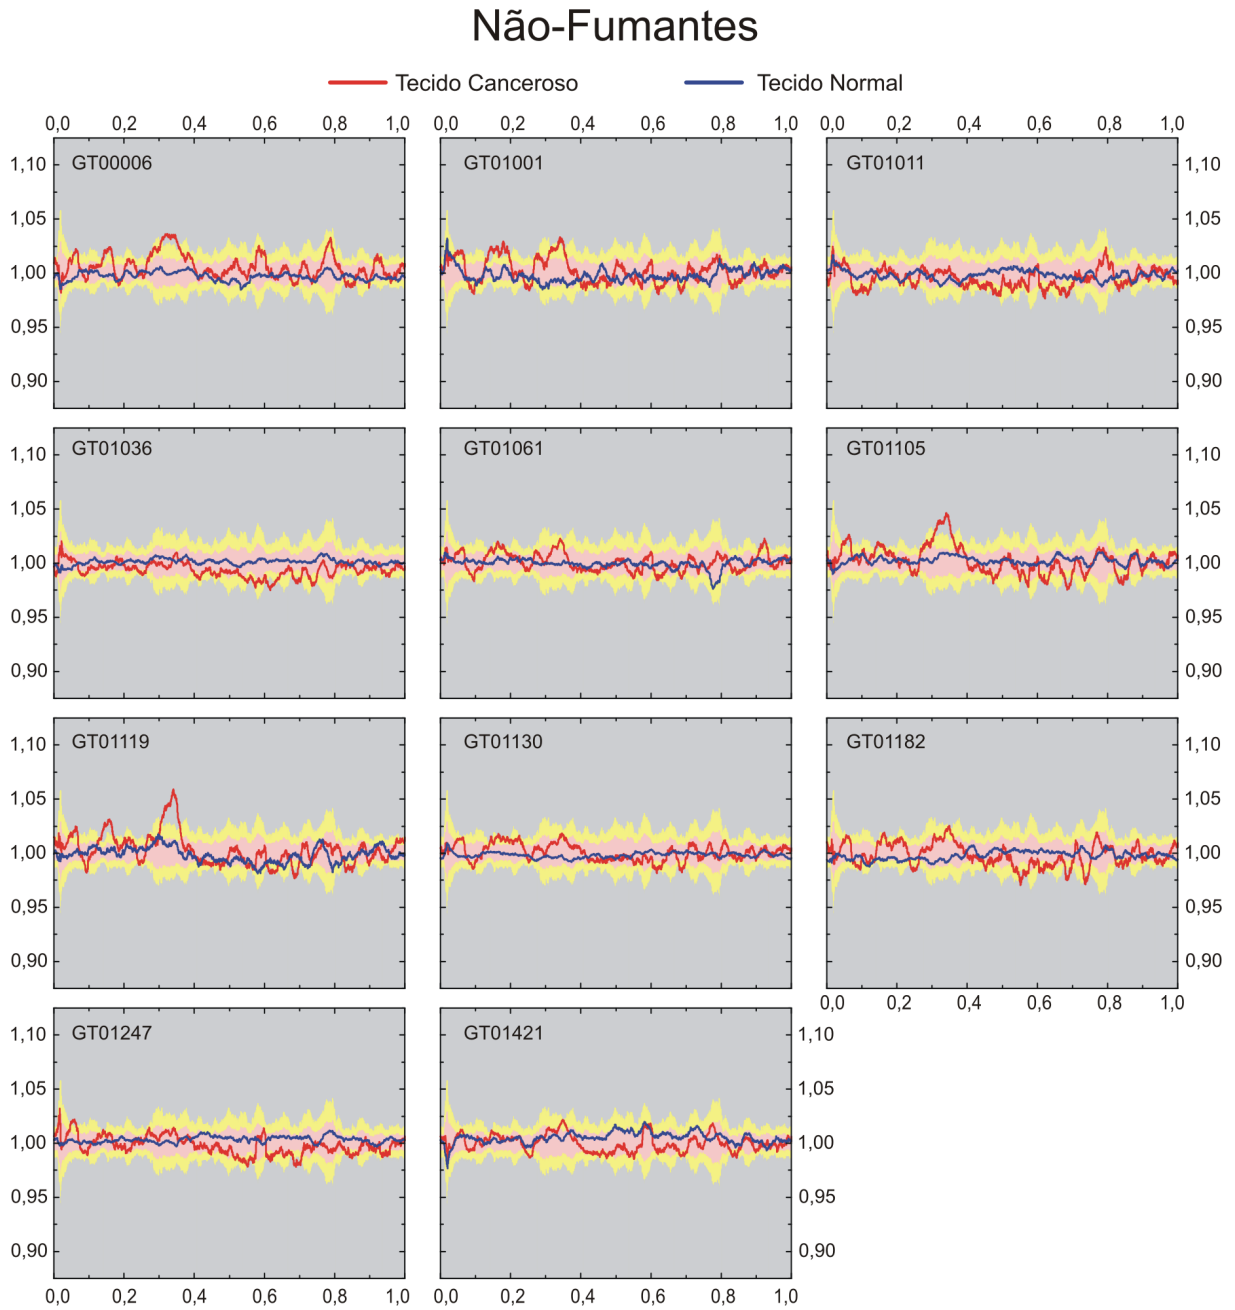 Não-Fumantes
Tecido Canceroso Tecido Normal
0,0 0,2 0,4 0,6 0,8 1,0 0,0 0,2 0,4 0,6 0,8 1,0 0,0 0,2 0,4 0,6 0,8 1,0
1,10 GT00006 GT01001 GT01011 1,10
1,05 1,05
1,00 1,00
0,95 0,95
0,90 0,90
1,10 GT01036 GT01061 GT01105 1,10
1,05 1,05
1,00 1,00
0,95 0,95
0,90 0,90
1,10 GT01119 GT01130 GT01182 1,10
1,05 1,05
1,00 1,00
0,95 0,95
0,90 0,90
0,0 0,2 0,4 0,6 0,8 1,0
1,10 GT01247 GT01421 1,10
1,05 1,05
1,00 1,00
0,95 0,95
0,90 0,90
0,0 0,2 0,4 0,6 0,8 1,0 0,0 0,2 0,4 0,6 0,8 1,0